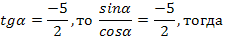 tgα = −5/2, то sinα/cosα = −5/2, тогда